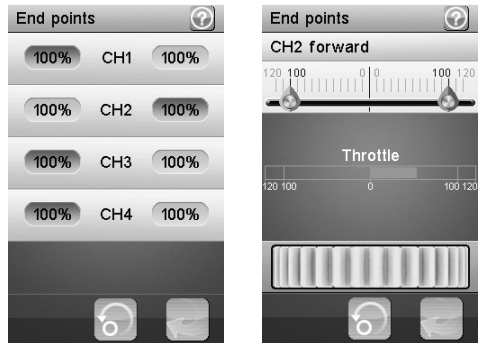 End points
?
100% CH1 100%
100% CH2 100%
100% CH3 100%
100% CH4 100%
End points
?
CH2 forward
120 100 0 0 100 120
Throttle
120 100 0 100 120